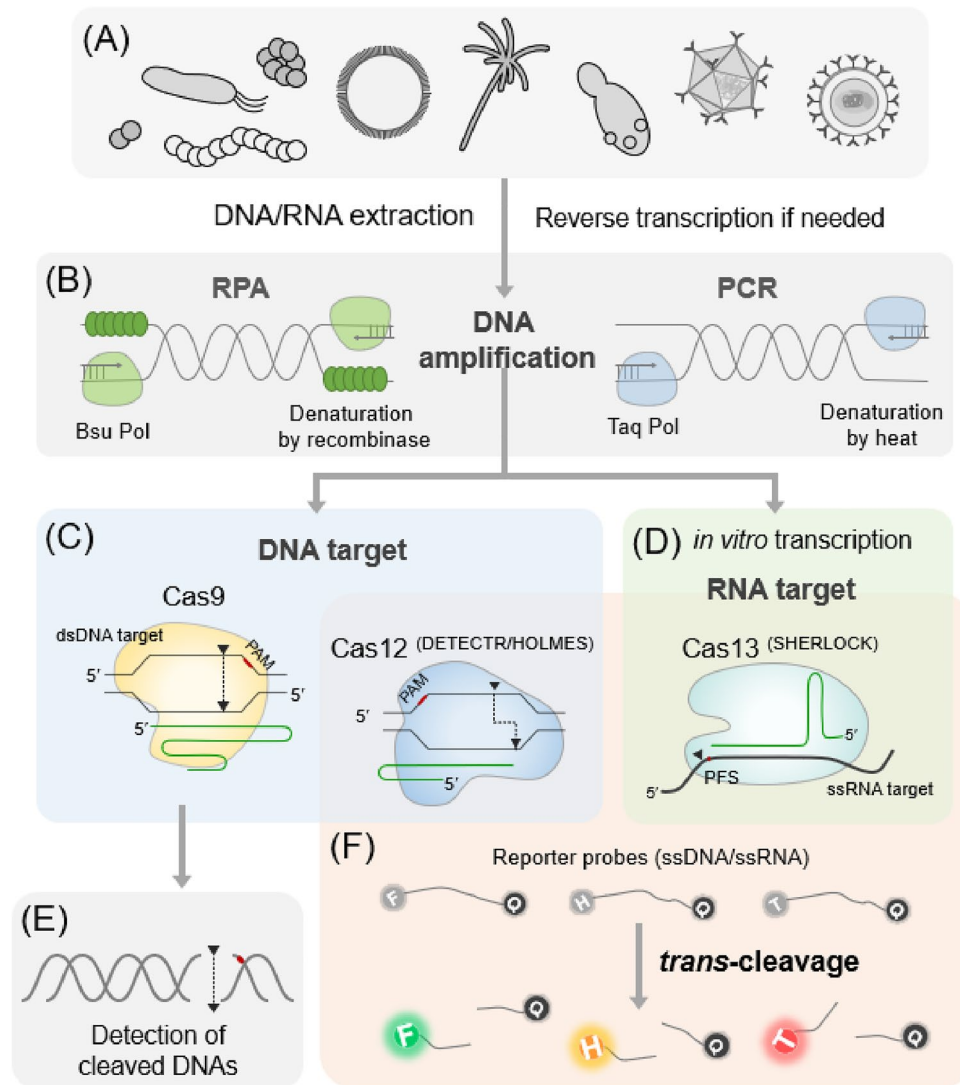 (A)
DNA/RNA extraction
Reverse transcription if needed
(B)
RPA
PCR
DNA
amplification
Bsu Pol
Denaturation
by recombinase
Taq Pol
Denaturation
by heat
(C)
DNA target
Cas9
dsDNA target
PAM
5′
5′
5′
Cas12 (DETECTR/HOLMES)
PAM
5′
5′
5′
(D) in vitro transcription
RNA target
Cas13 (SHERLOCK)
5′
PFS
5′
ssRNA target
(E)
Detection of
cleaved DNAs
(F)
Reporter probes (ssDNA/ssRNA)
F Q H Q T Q
trans-cleavage
F Q H Q T Q